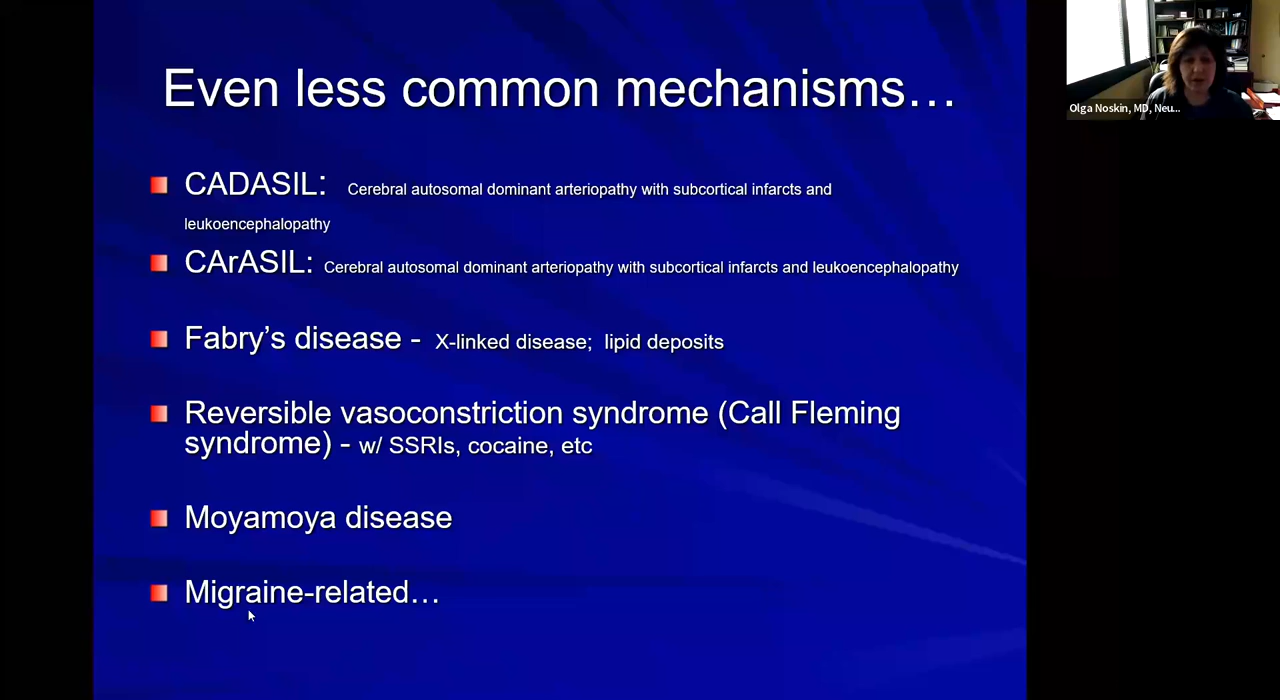 Even less common mechanisms…
CADASIL: Cerebral autosomal dominant arteriopathy with subcortical infarcts and
leukoencephalopathy
CArASIL: Cerebral autosomal dominant arteriopathy with subcortical infarcts and leukoencephalopathy
Fabry’s disease - X-linked disease; lipid deposits
Reversible vasoconstriction syndrome (Call Fleming
syndrome) - w/ SSRIs, cocaine, etc
Moyamoya disease
Migraine-related…
Olga Noskin, MD, Neu...